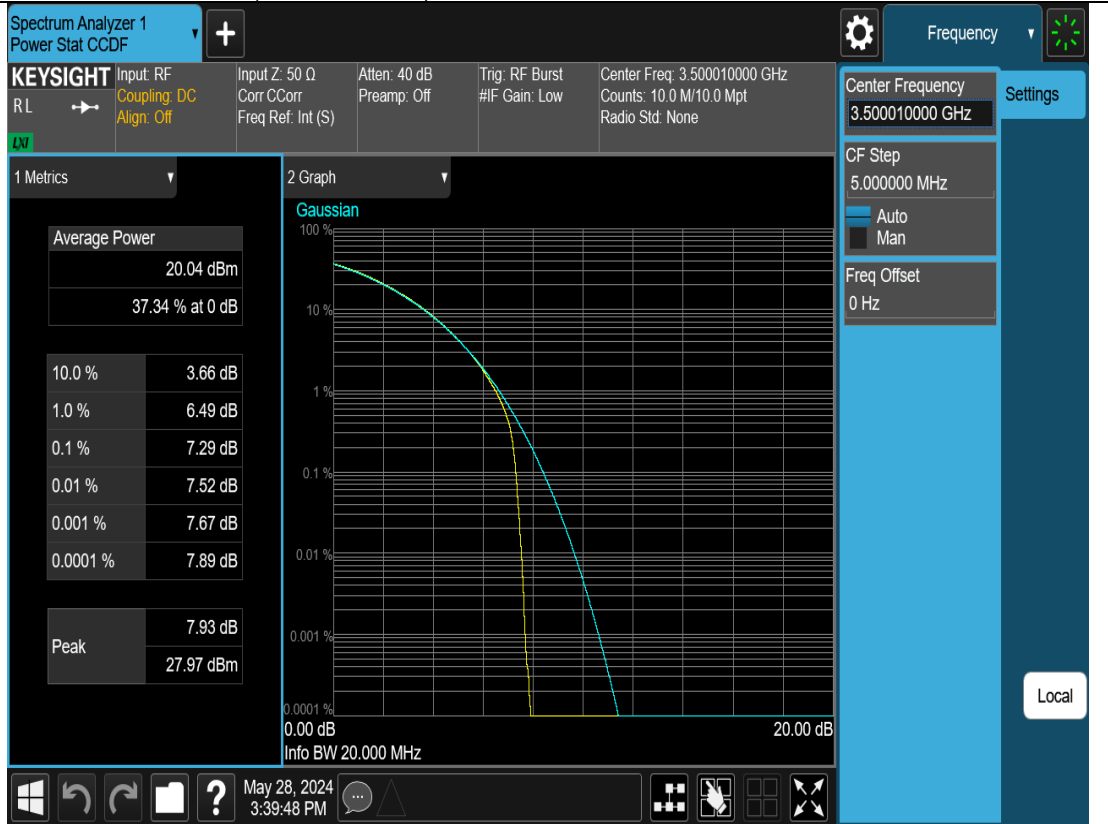 Spectrum Analyzer 1
Power Stat CCDF
+
Frequency
KEYSIGHT
R L
LXI
Input: RF
Coupling: DC
Align: Off
Input Z: 50 Ω
Corr CCorr
Freq Ref: Int (S)
Atten: 40 dB
Preamp: Off
Trig: RF Burst
#IF Gain: Low
Center Freq: 3.500010000 GHz
Counts: 10.0 M/10.0 Mpt
Radio Std: None
Center Frequency
3.500010000 GHz
Settings
CF Step
5.000000 MHz
Auto
Man
Freq Offset
0 Hz
1 Metrics
Average Power
20.04 dBm
37.34 % at 0 dB
10.0 % 3.66 dB
1.0 % 6.49 dB
0.1 % 7.29 dB
0.01 % 7.52 dB
0.001 % 7.67 dB
0.0001 % 7.89 dB
Peak
7.93 dB
27.97 dBm
2 Graph
Gaussian
100 %
10 %
1 %
0.1 %
0.01 %
0.001 %
0.0001 %
0.00 dB 20.00 dB
Info BW 20.000 MHz
Local
?
May 28, 2024
3:39:48 PM